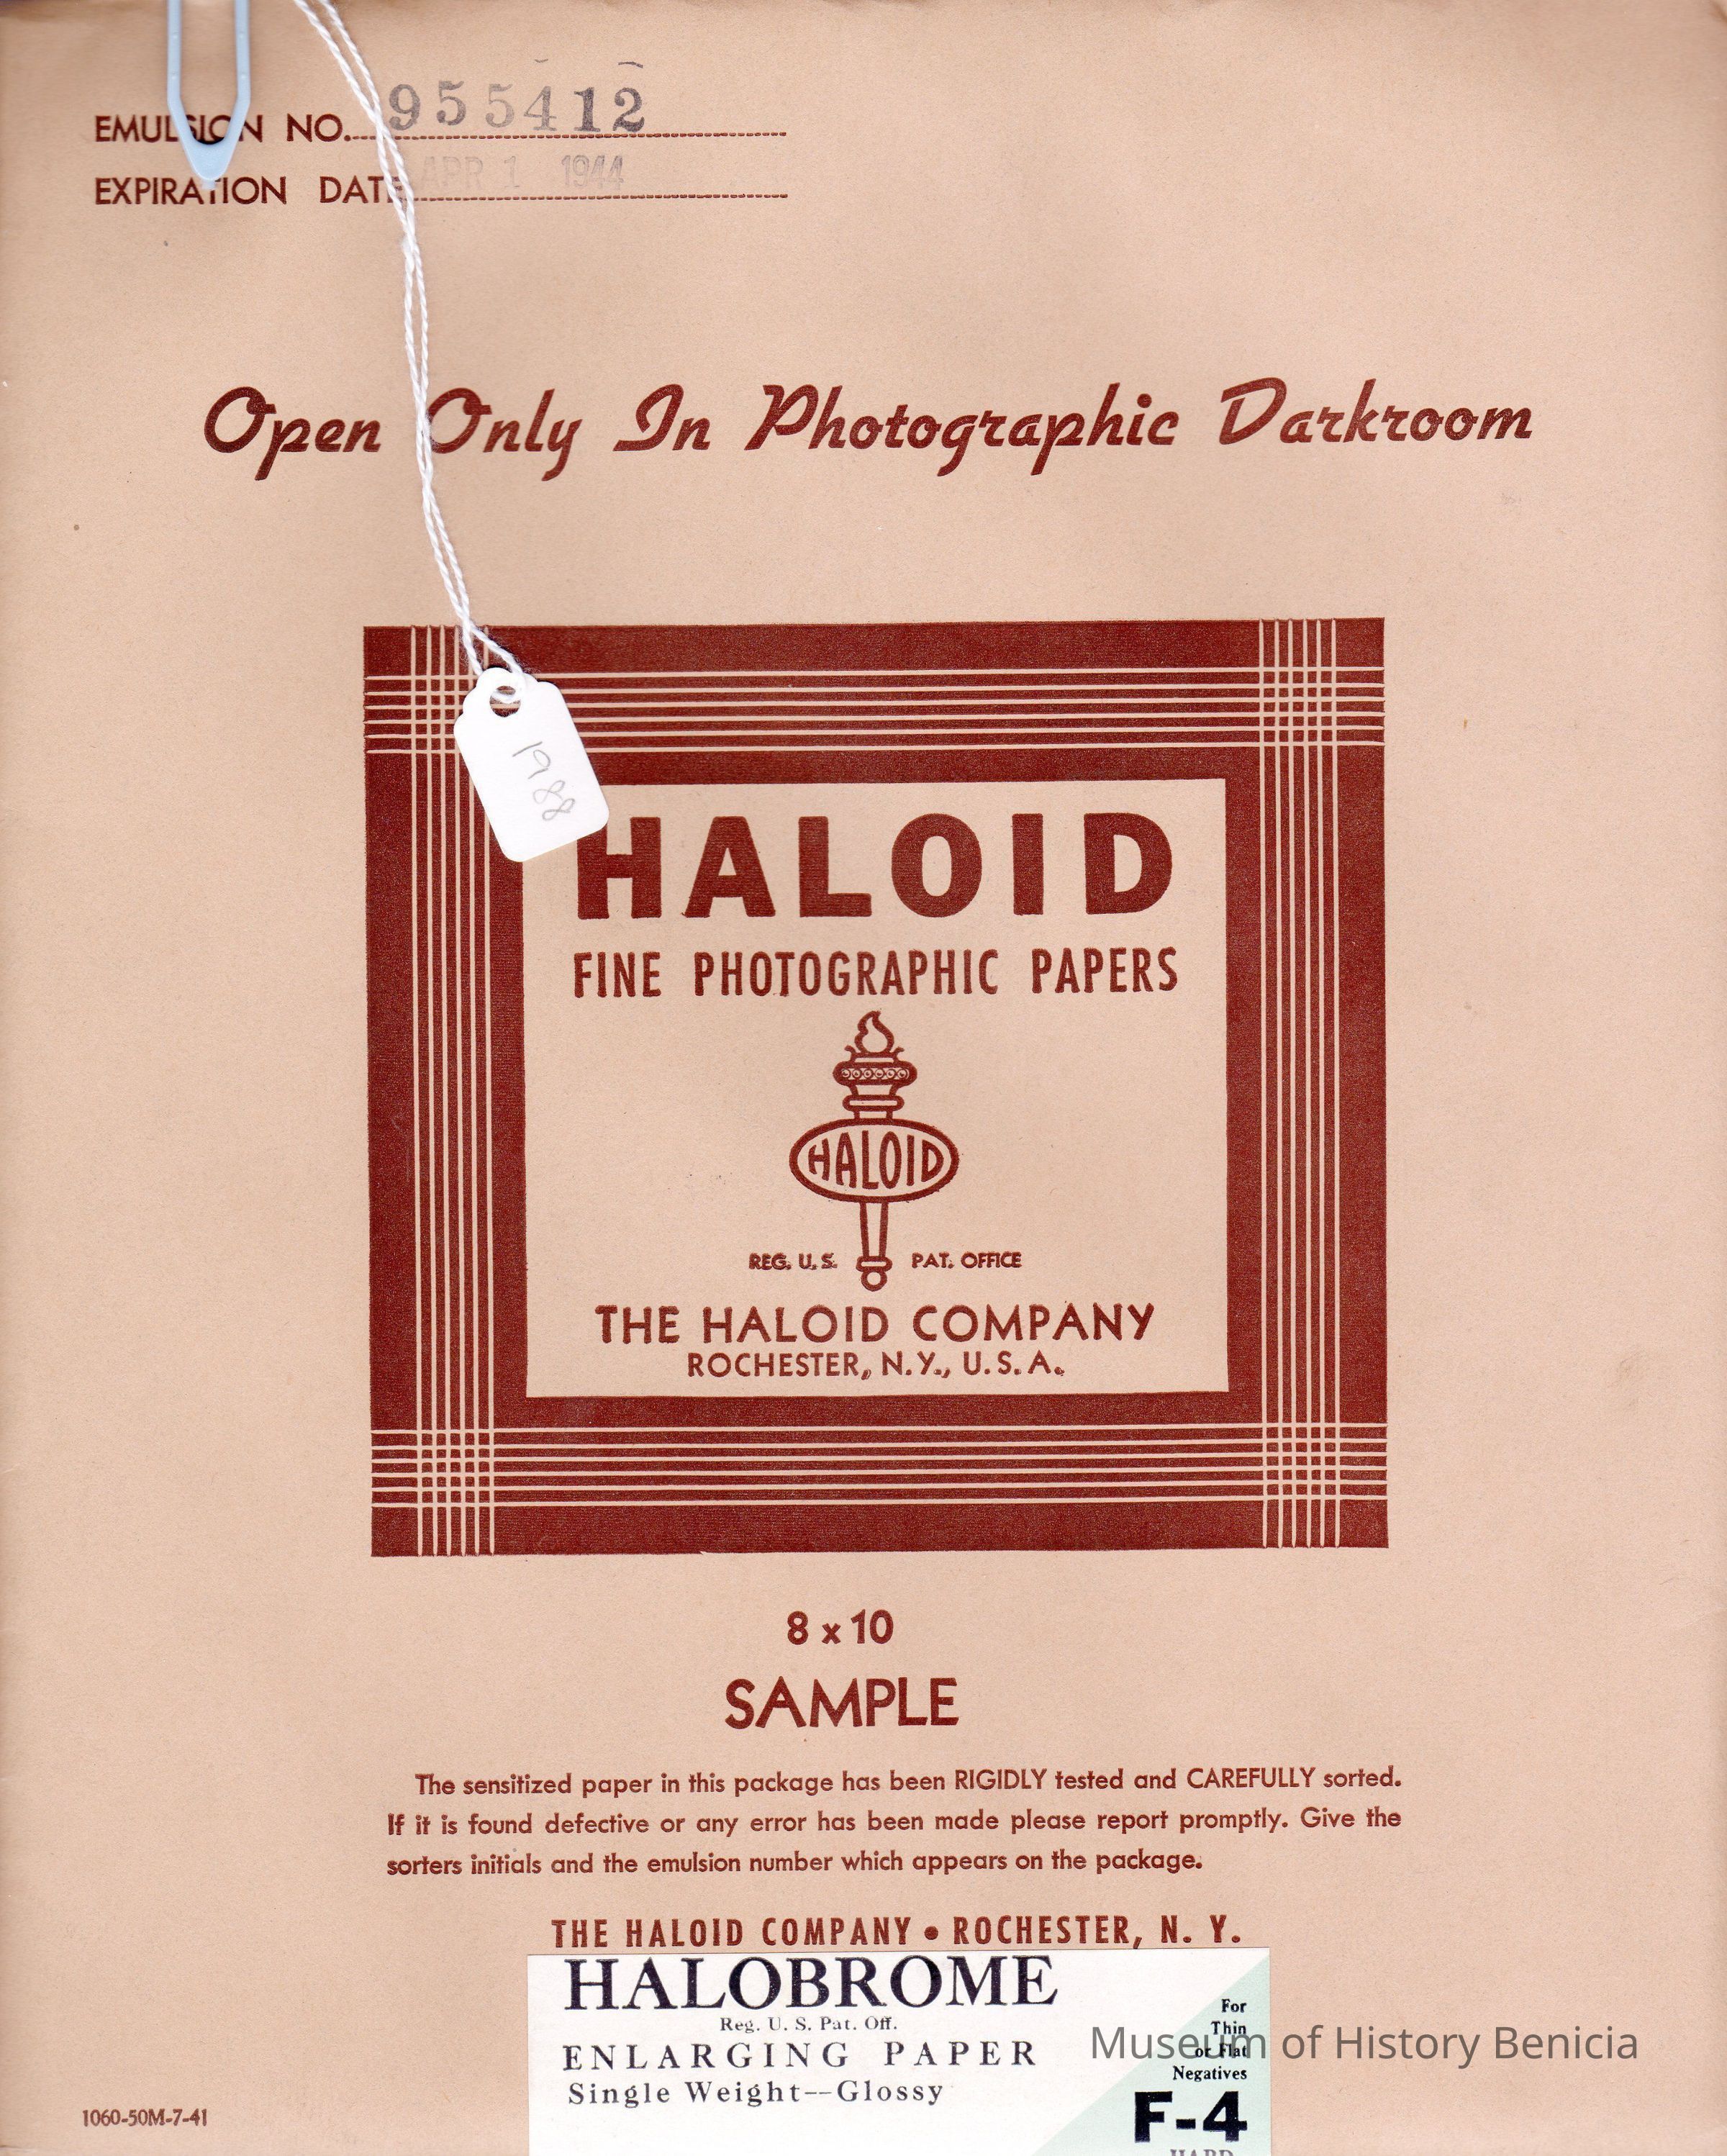 EMULSION NO. 955412
EXPIRATION DATE APR 1 1944
Open Only In Photographic Darkroom
1988
HALOID
FINE PHOTOGRAPHIC PAPERS
HALOID
REG. U.S. PAT. OFFICE
THE HALOID COMPANY
ROCHESTER, N.Y., U.S.A.
8 x 10
SAMPLE
The sensitized paper in this package has been RIGIDLY tested and CAREFULLY sorted.
If it is found defective or any error has been made please report promptly. Give the
sorters initials and the emulsion number which appears on the package.
THE HALOID COMPANY • ROCHESTER, N. Y.
HALOBROME
Reg. U. S. Pat. Off.
ENLARGING PAPER
Single Weight--Glossy
For
Thin
or Flat
Negatives
F-4
HARD
Museum of History Benicia
1060-50M-7-41